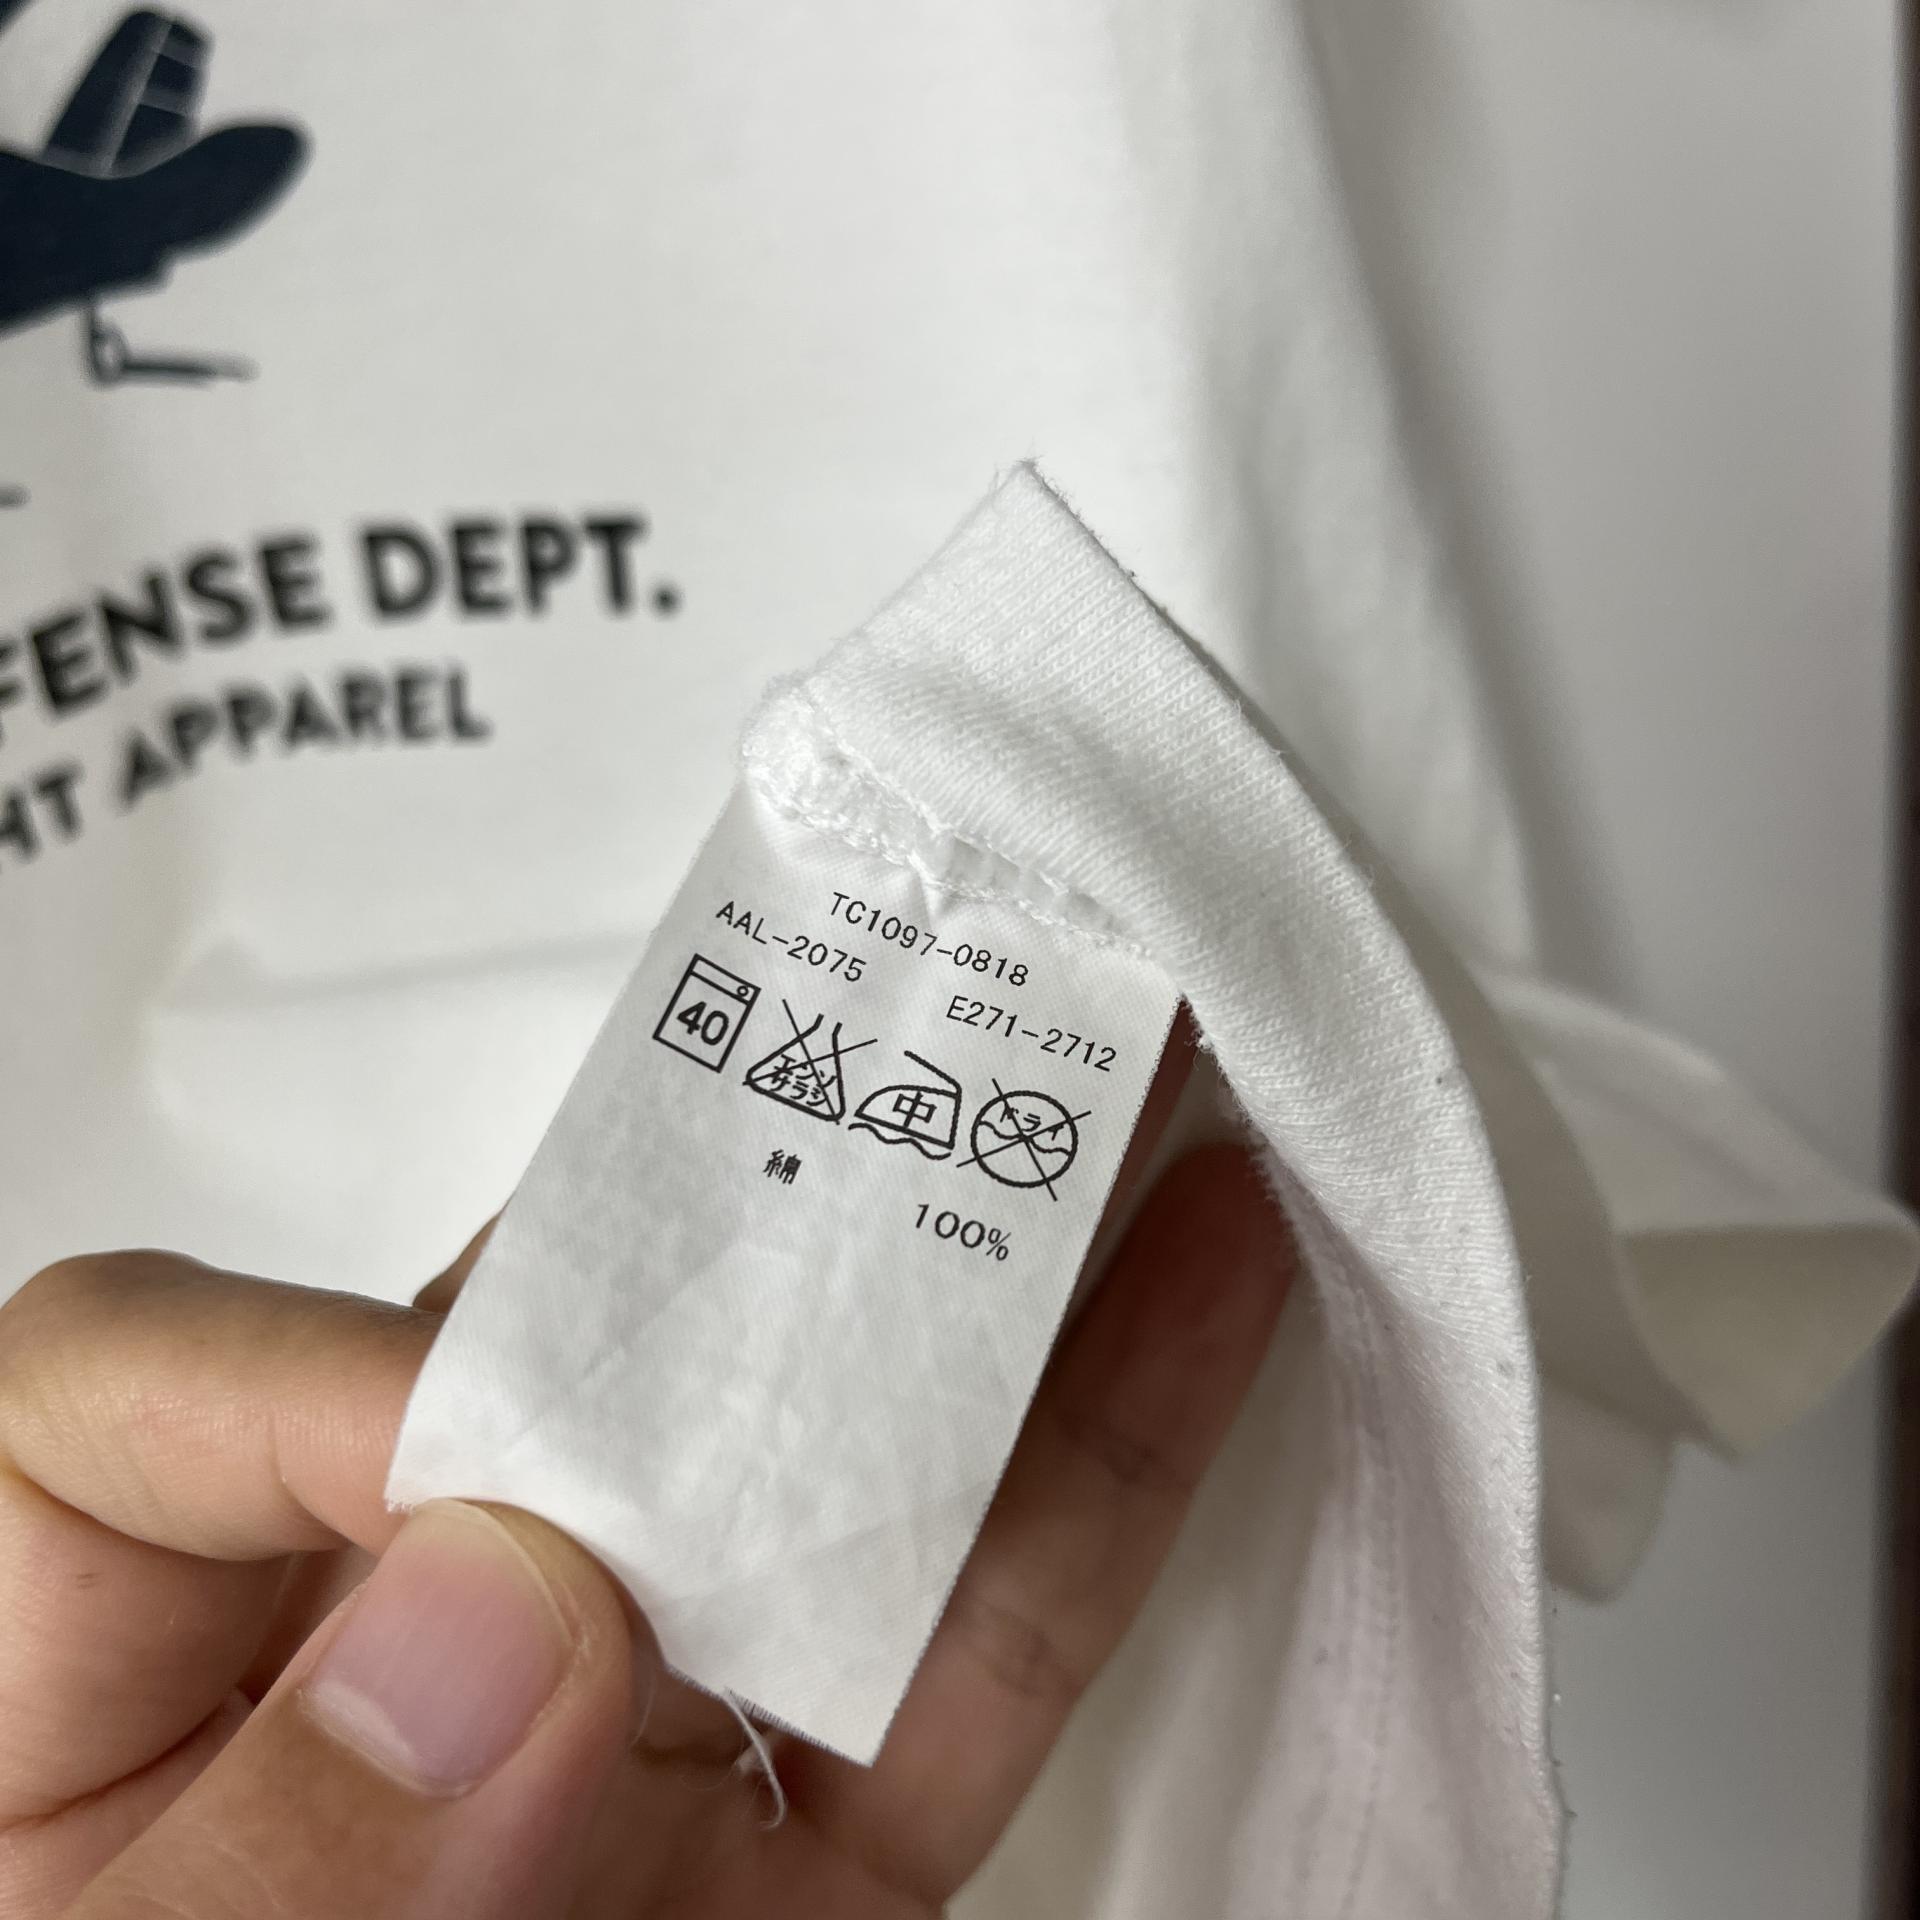 FENSE DEPT.
HT APPAREL
TC1097-0818
AAL-2075
E271-2712
40
エンソ
サラシ
中
ドライ
綿 100%